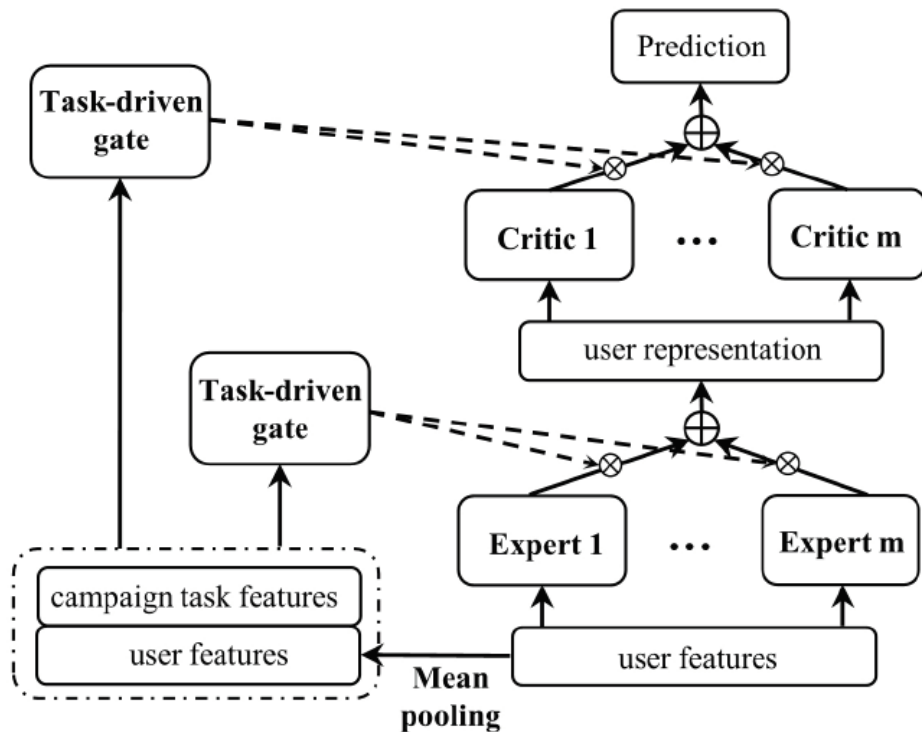 Prediction
Task-driven
gate
Critic 1
...
Critic m
user representation
Task-driven
gate
Expert 1
...
Expert m
campaign task features
user features
Mean
pooling
user features